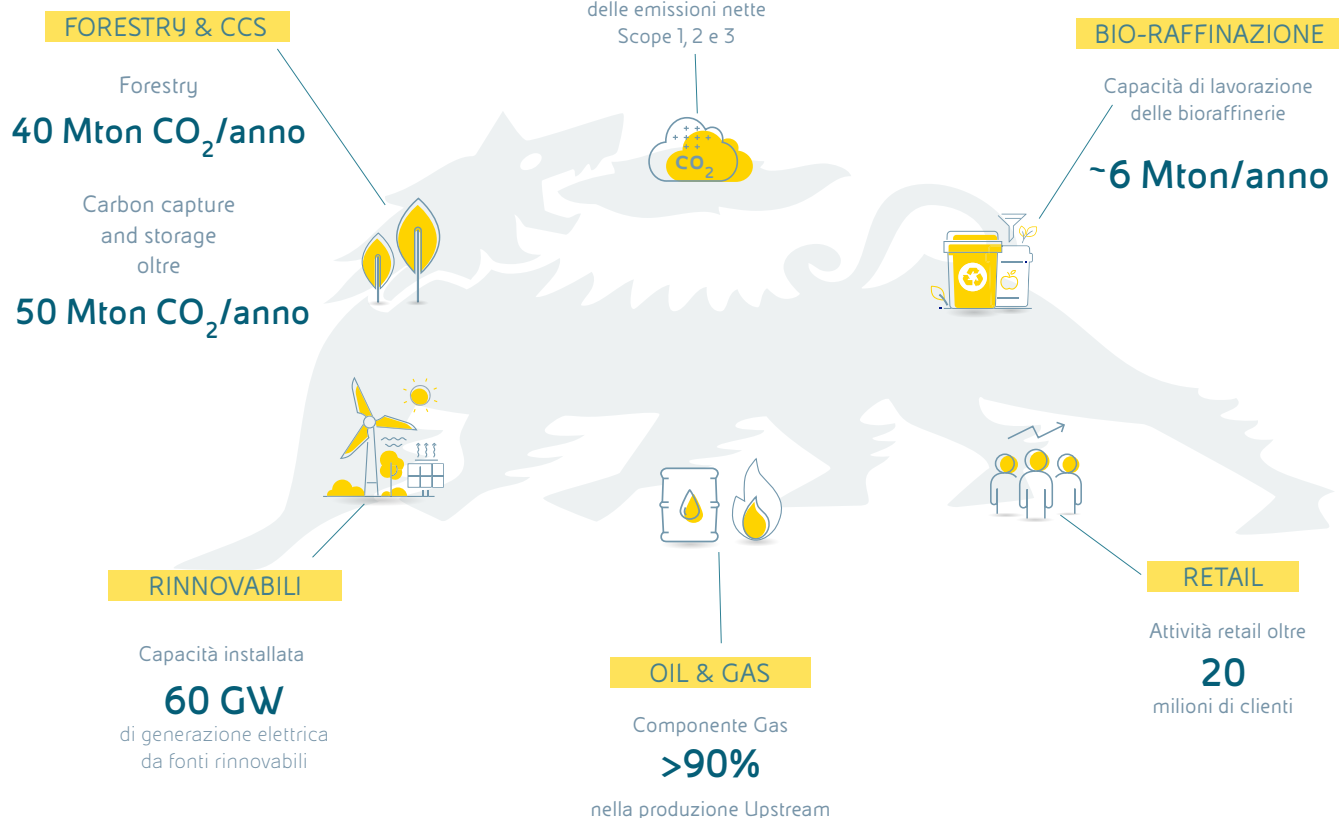 delle emissioni nette
Scope 1, 2 e 3
FORESTRY & CCS
Forestry
40 Mton CO₂/anno
Carbon capture
and storage
oltre
50 Mton CO₂/anno
CO₂
BIO-RAFFINAZIONE
Capacità di lavorazione
delle bioraffinerie
~6 Mton/anno
RINNOVABILI
Capacità installata
60 GW
di generazione elettrica
da fonti rinnovabili
OIL & GAS
Componente Gas
>90%
nella produzione Upstream
RETAIL
Attività retail oltre
20
milioni di clienti